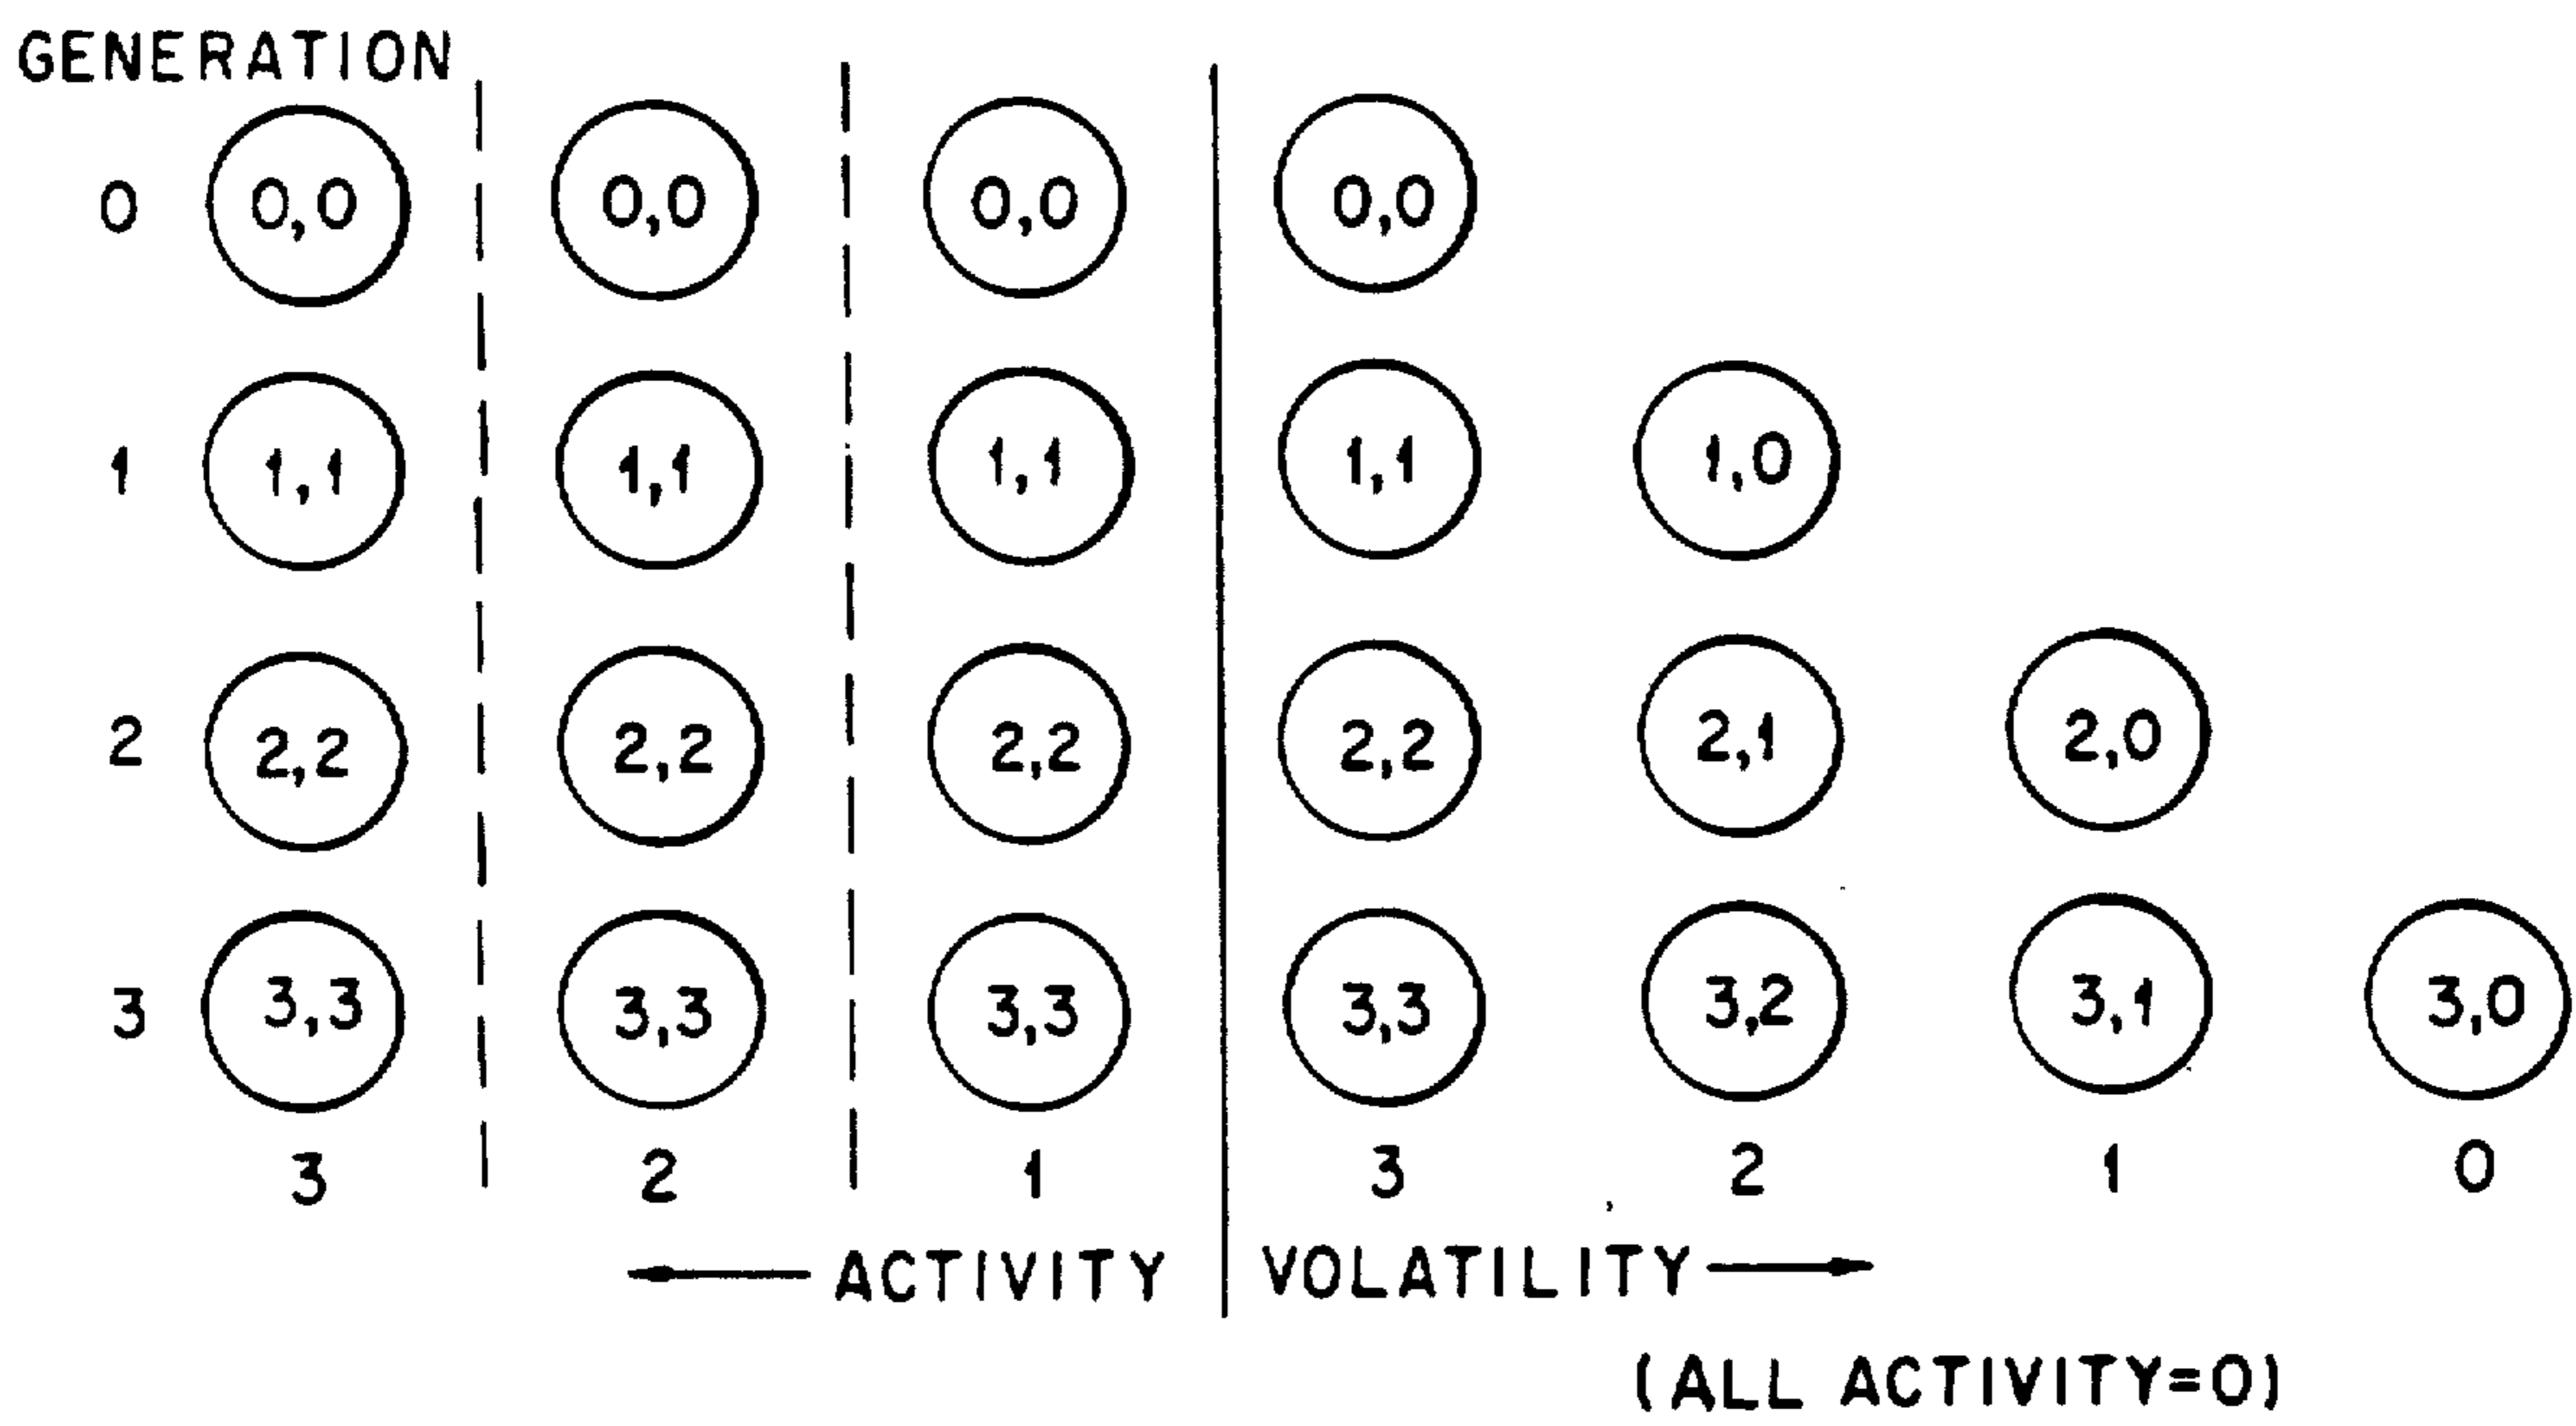 GENERATION
0 0,0 0,0 0,0 0,0
1 1,1 1,1 1,1 1,1 1,0
2 2,2 2,2 2,2 2,2 2,1 2,0
3 3,3 3,3 3,3 3,3 3,2 3,1 3,0
3 2 1 3 2 1 0
ACTIVITY VOLATILITY
(ALL ACTIVITY=0)